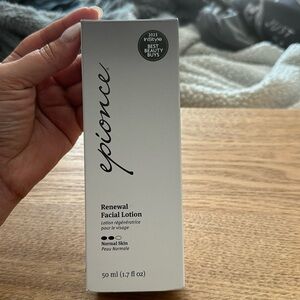 2023
InStyle
BEST
BEAUTY
BUYS
epionce
Renewal
Facial Lotion
Lotion régénératrice
pour le visage
Normal Skin
Peau Normale
50 ml (1.7 fl oz)